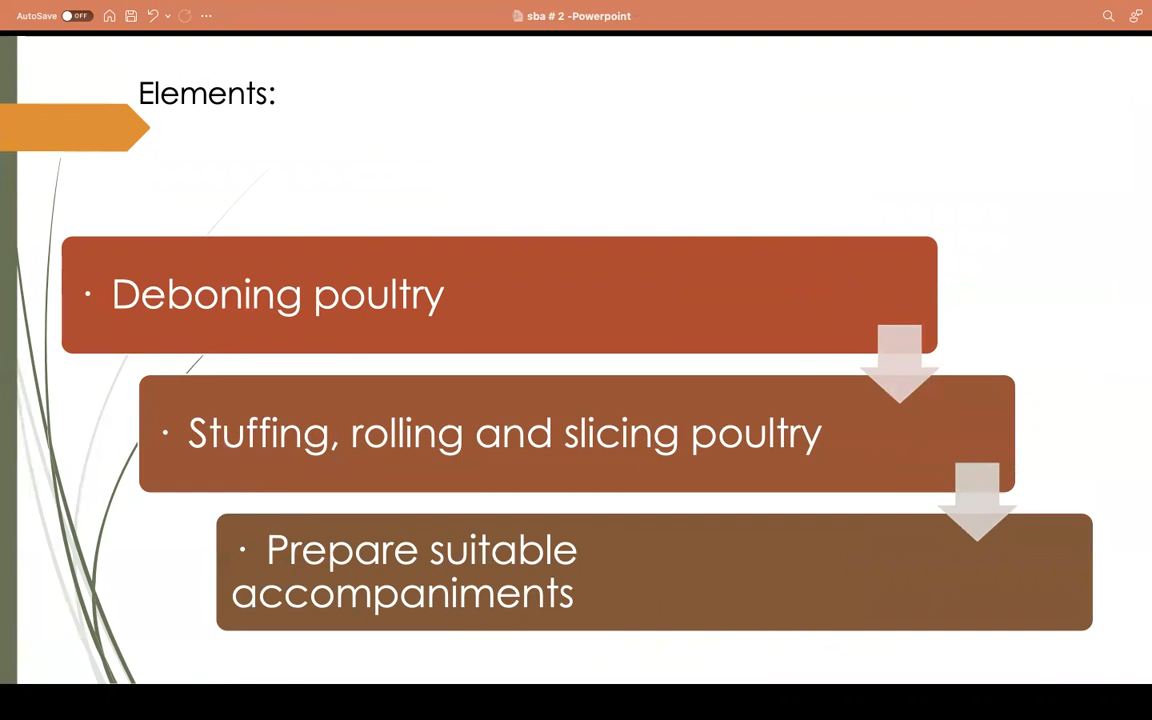 AutoSave OFF ... sba # 2 -Powerpoint
Elements:
· Deboning poultry
· Stuffing, rolling and slicing poultry
· Prepare suitable
accompaniments